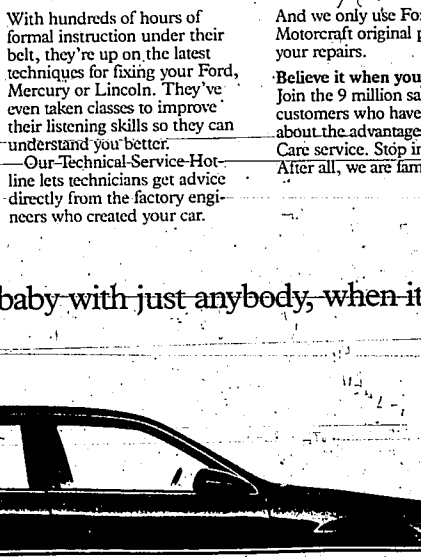 With hundreds of hours of
formal instruction under their
belt, they're up on the latest
techniques for fixing your Ford,
Mercury or Lincoln. They've
even taken classes to improve
their listening skills so they can
understand you better.
Our Technical Service Hot-
line lets technicians get advice
directly from the factory engi-
neers who created your car.
And we only use Fo
Motorcraft original p
your repairs.
Believe it when you
Join the 9 million sa
customers who have
about the advantage
Care service. Stop in
After all, we are fam
baby with just anybody, when it